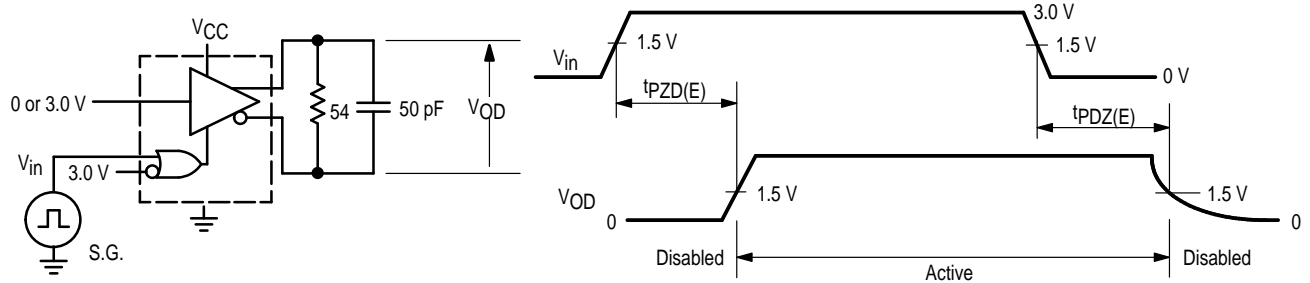 VCC
0 or 3.0 V
54
50 pF
VOD
Vin
3.0 V
S.G.
3.0 V
1.5 V
1.5 V
Vin
0 V
tPZD(E)
tPDZ(E)
1.5 V
1.5 V
VOD
0
0
Disabled
Active
Disabled